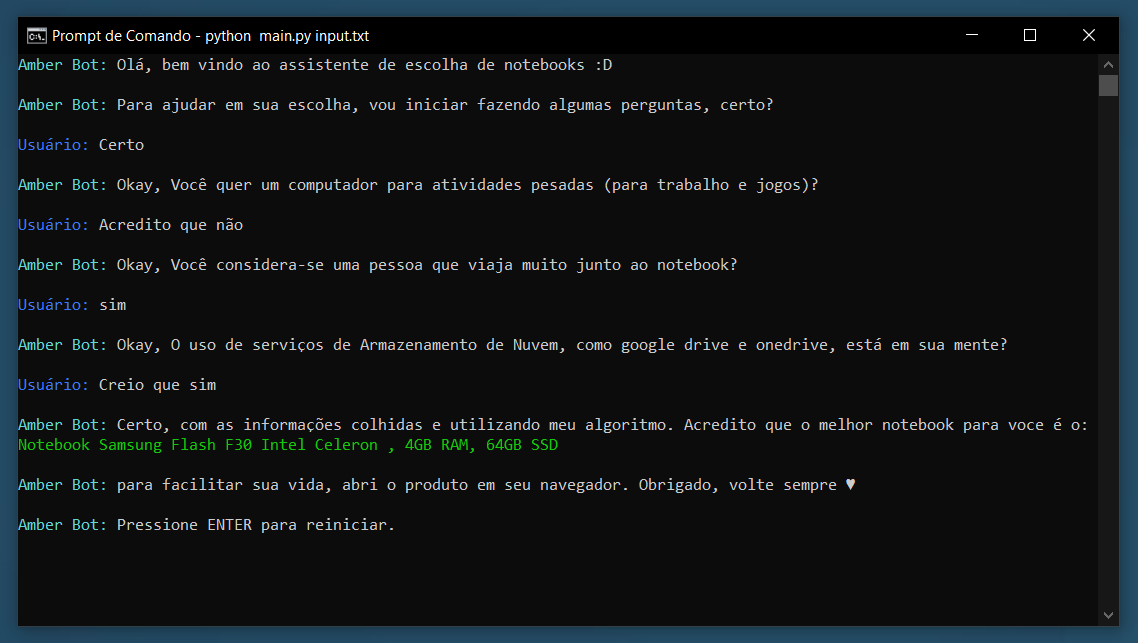 Prompt de Comando - python  main.py input.txt
Amber Bot: Olá, bem vindo ao assistente de escolha de notebooks :D
Amber Bot: Para ajudar em sua escolha, vou iniciar fazendo algumas perguntas, certo?
Usuário: Certo
Amber Bot: Okay, Você quer um computador para atividades pesadas (para trabalho e jogos)?
Usuário: Acredito que não
Amber Bot: Okay, Você considera-se uma pessoa que viaja muito junto ao notebook?
Usuário: sim
Amber Bot: Okay, O uso de serviços de Armazenamento de Nuvem, como google drive e onedrive, está em sua mente?
Usuário: Creio que sim
Amber Bot: Certo, com as informações colhidas e utilizando meu algoritmo. Acredito que o melhor notebook para voce é o:
Notebook Samsung Flash F30 Intel Celeron , 4GB RAM, 64GB SSD
Amber Bot: para facilitar sua vida, abri o produto em seu navegador. Obrigado, volte sempre ♥
Amber Bot: Pressione ENTER para reiniciar.